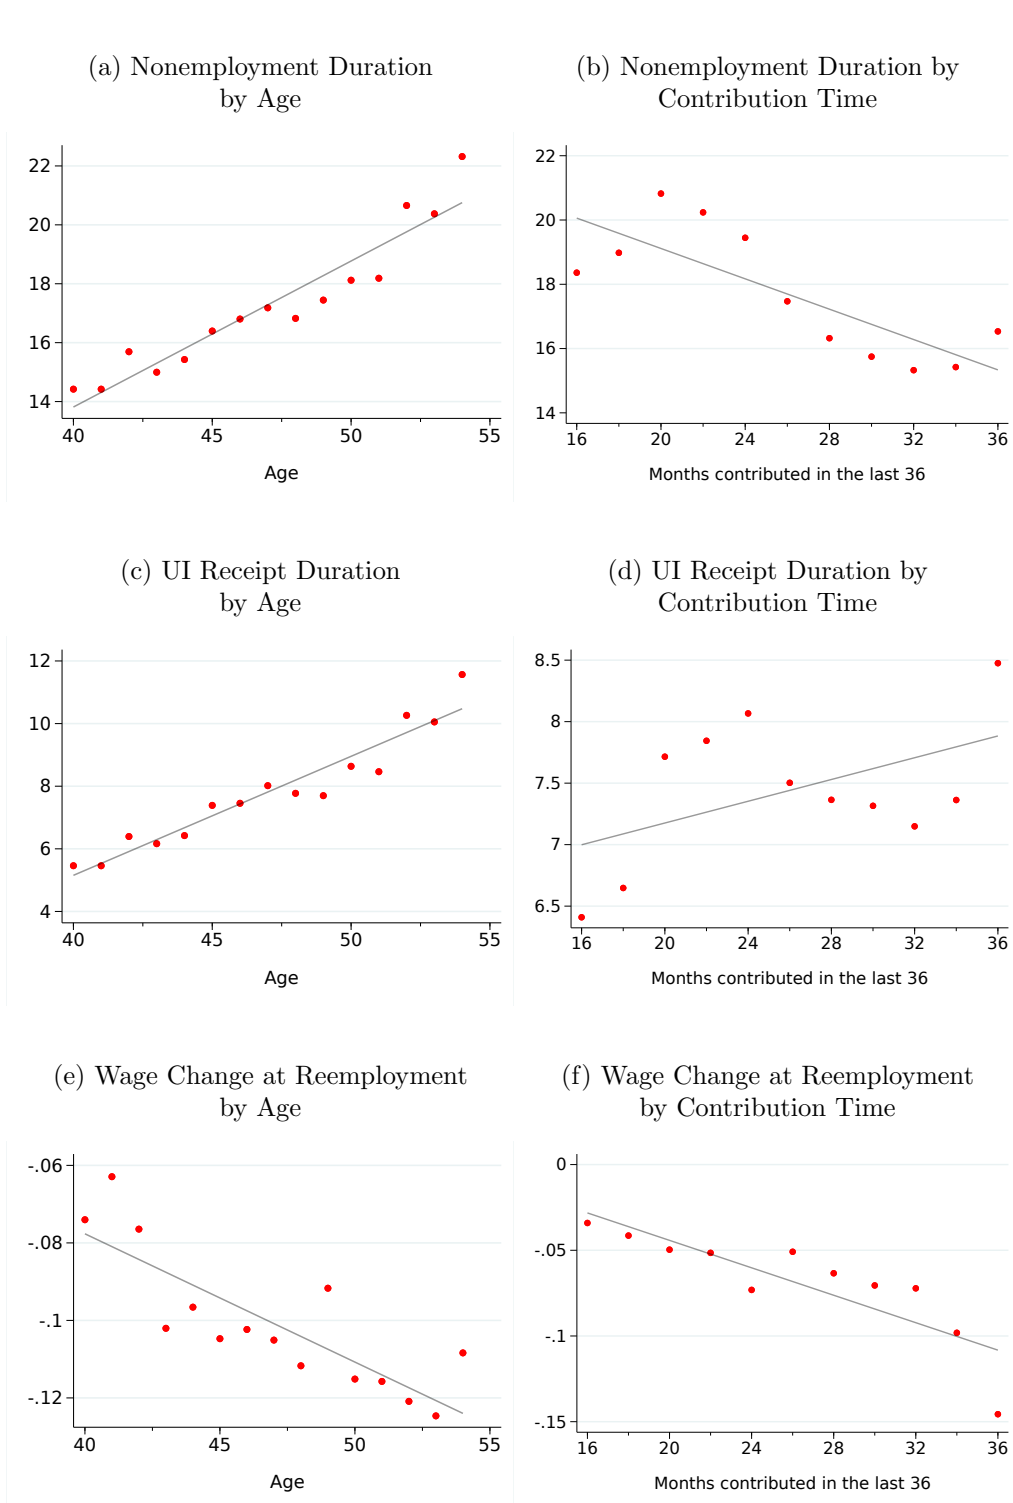 (a) Nonemployment Duration
by Age
22
20
18
16
14
40 45 50 55
Age
(b) Nonemployment Duration by
Contribution Time
22
20
18
16
14
16 20 24 28 32 36
Months contributed in the last 36
(c) UI Receipt Duration
by Age
12
10
8
6
4
40 45 50 55
Age
(d) UI Receipt Duration by
Contribution Time
8.5
8
7.5
7
6.5
16 20 24 28 32 36
Months contributed in the last 36
(e) Wage Change at Reemployment
by Age
-.06
-.08
-.1
-.12
40 45 50 55
Age
(f) Wage Change at Reemployment
by Contribution Time
0
-.05
-.1
-.15
16 20 24 28 32 36
Months contributed in the last 36